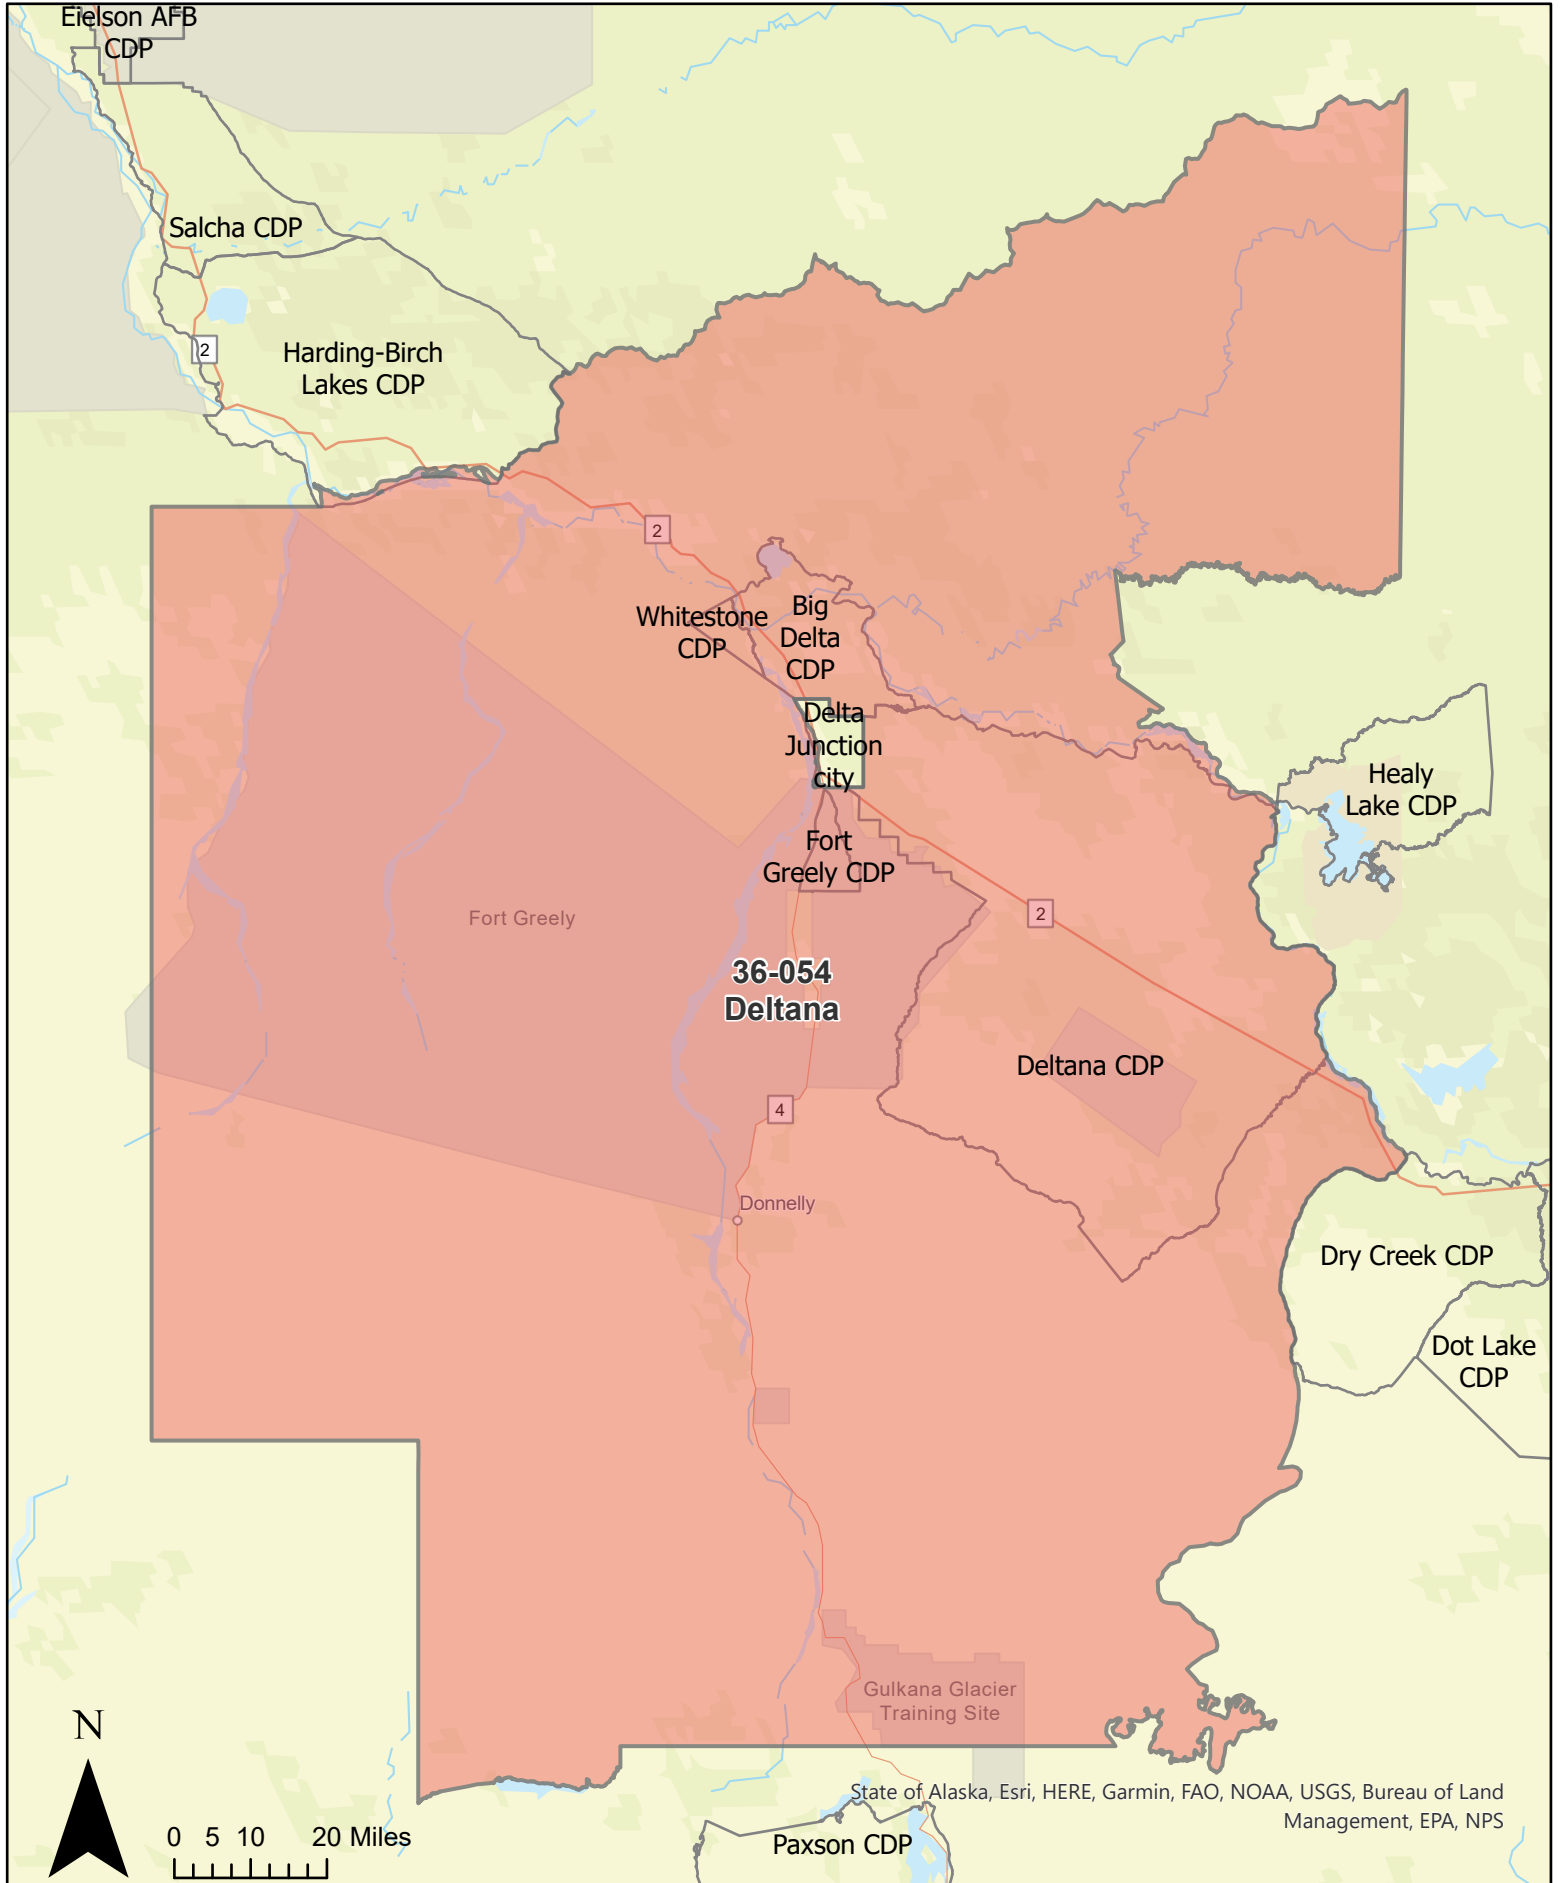 Eielson AFB
CDP
Salcha CDP
2
Harding-Birch
Lakes CDP
2
Whitestone
CDP
Big
Delta
CDP
Delta
Junction
city
Healy
Lake CDP
Fort
Greely CDP
Fort Greely
2
36-054
Deltana
Deltana CDP
4
Donnelly
Dry Creek CDP
Dot Lake
CDP
Gulkana Glacier
Training Site
N
0 5 10 20 Miles
State of Alaska, Esri, HERE, Garmin, FAO, NOAA, USGS, Bureau of Land
Management, EPA, NPS
Paxson CDP